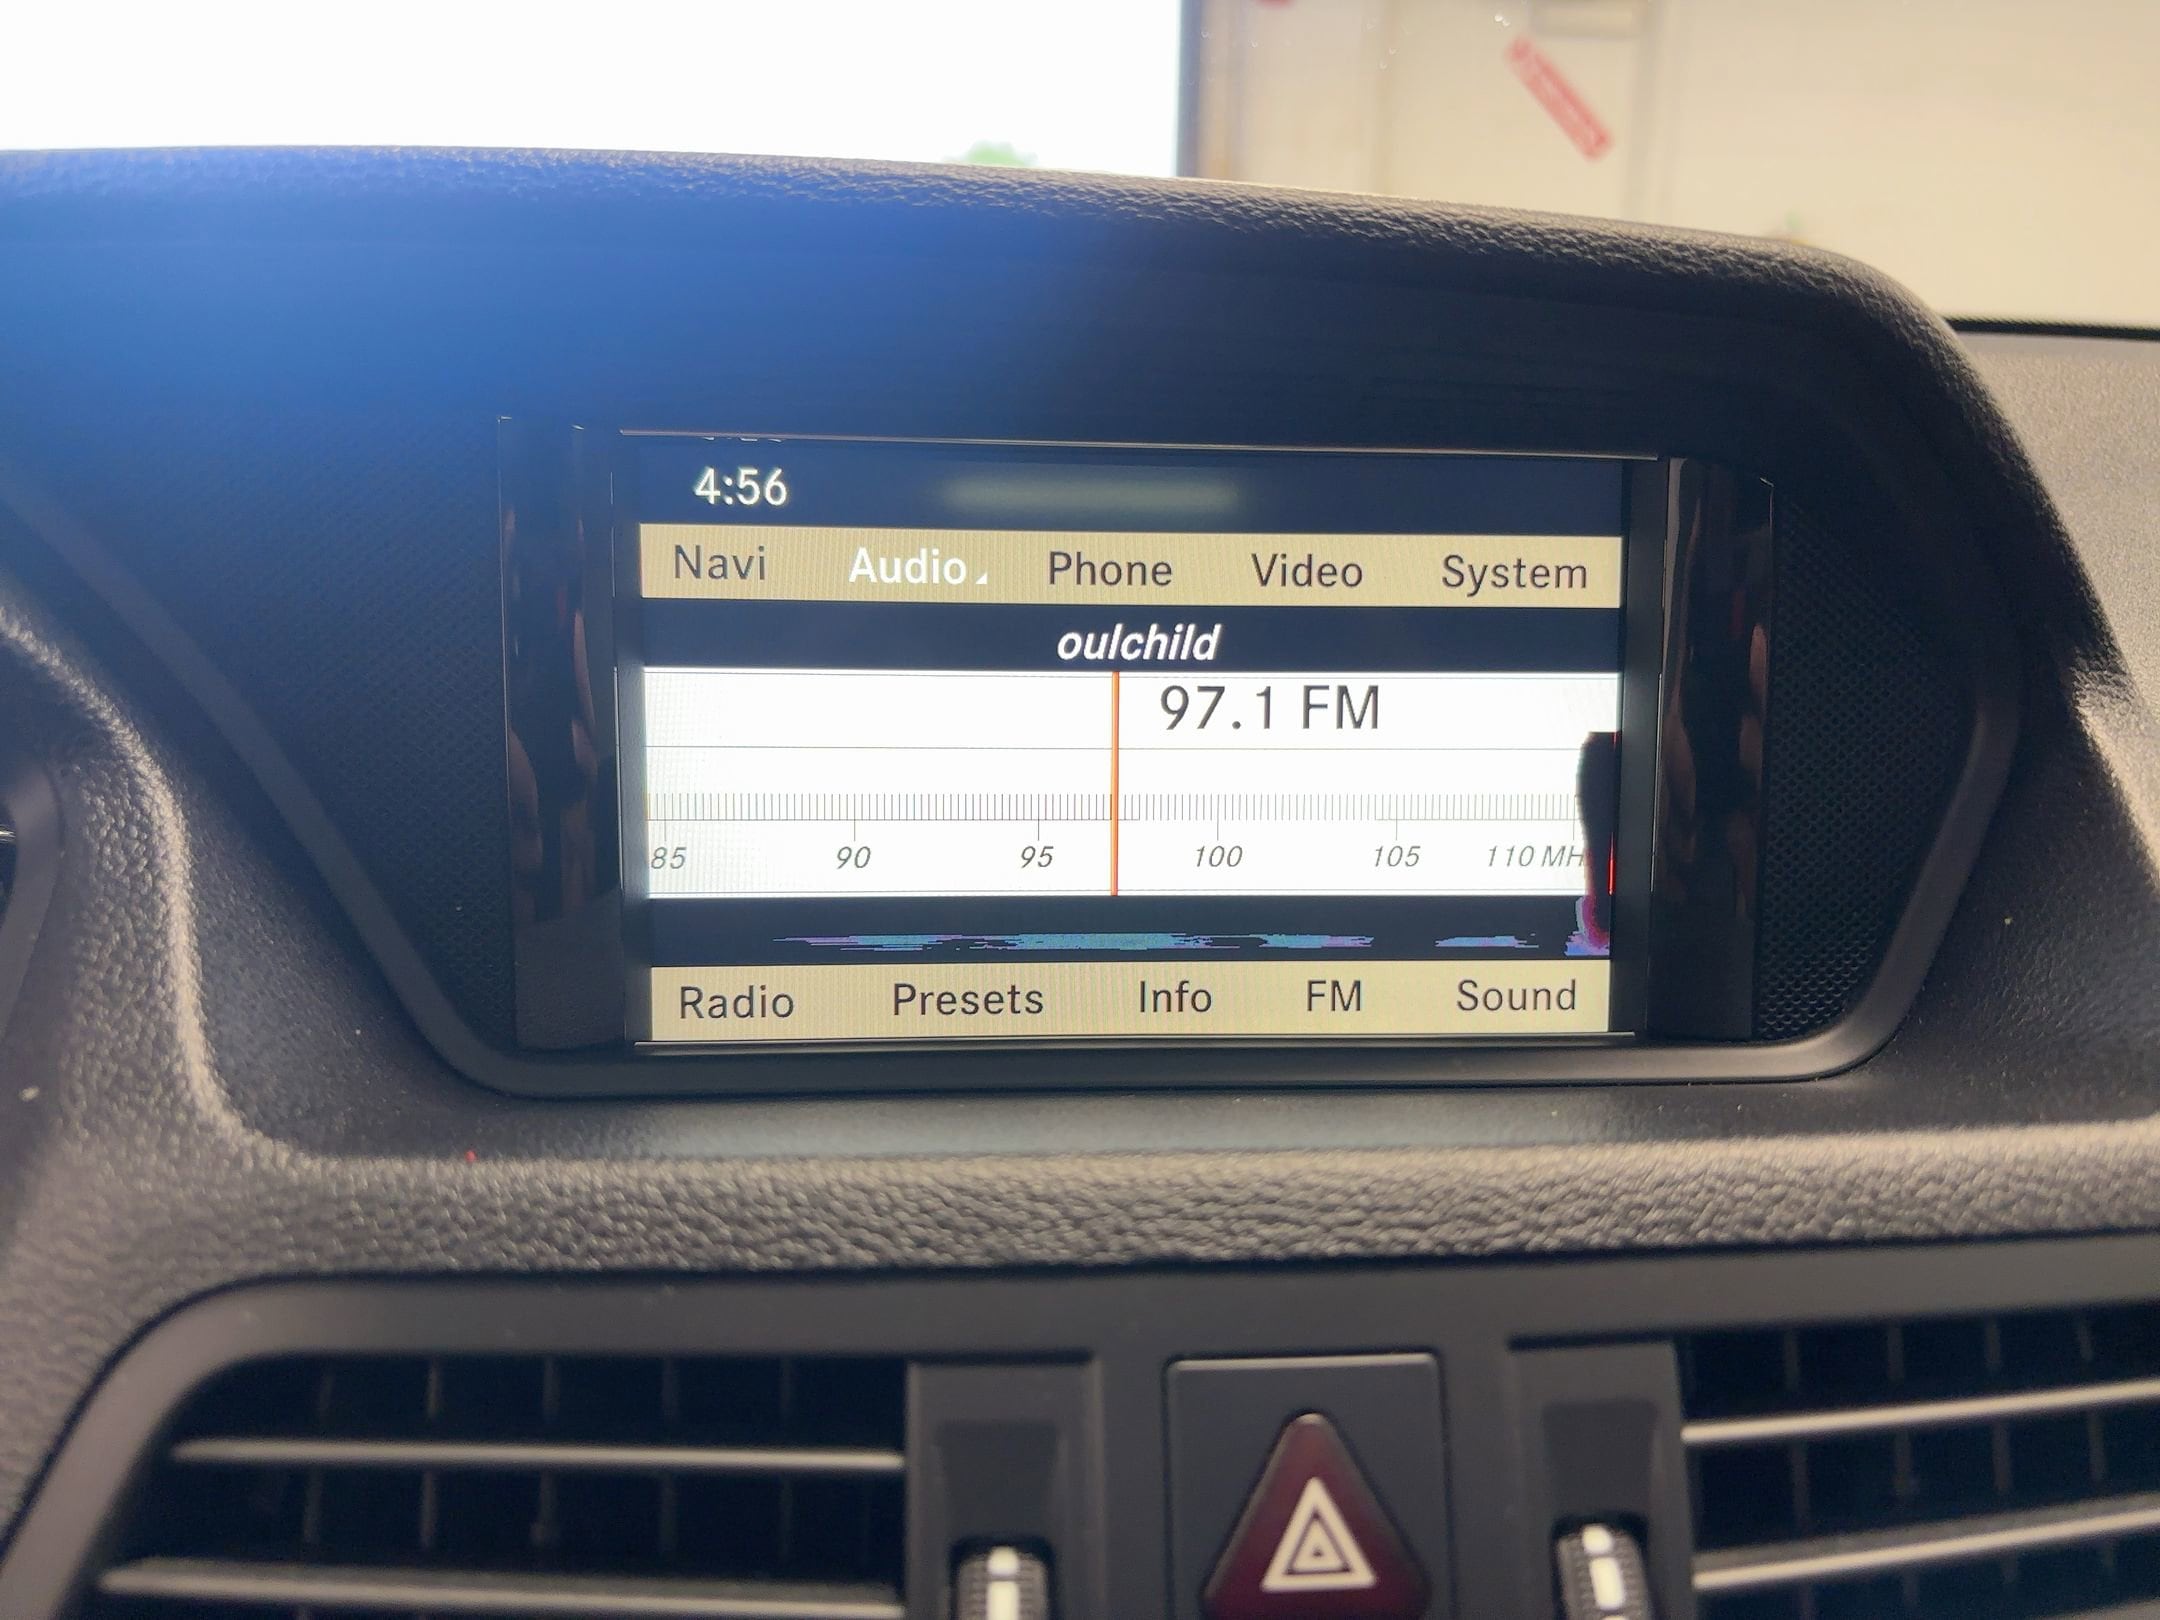 4:56
Navi Audio Phone Video System
oulchild
97.1 FM
85 90 95 100 105 110 MH
Radio Presets Info FM Sound